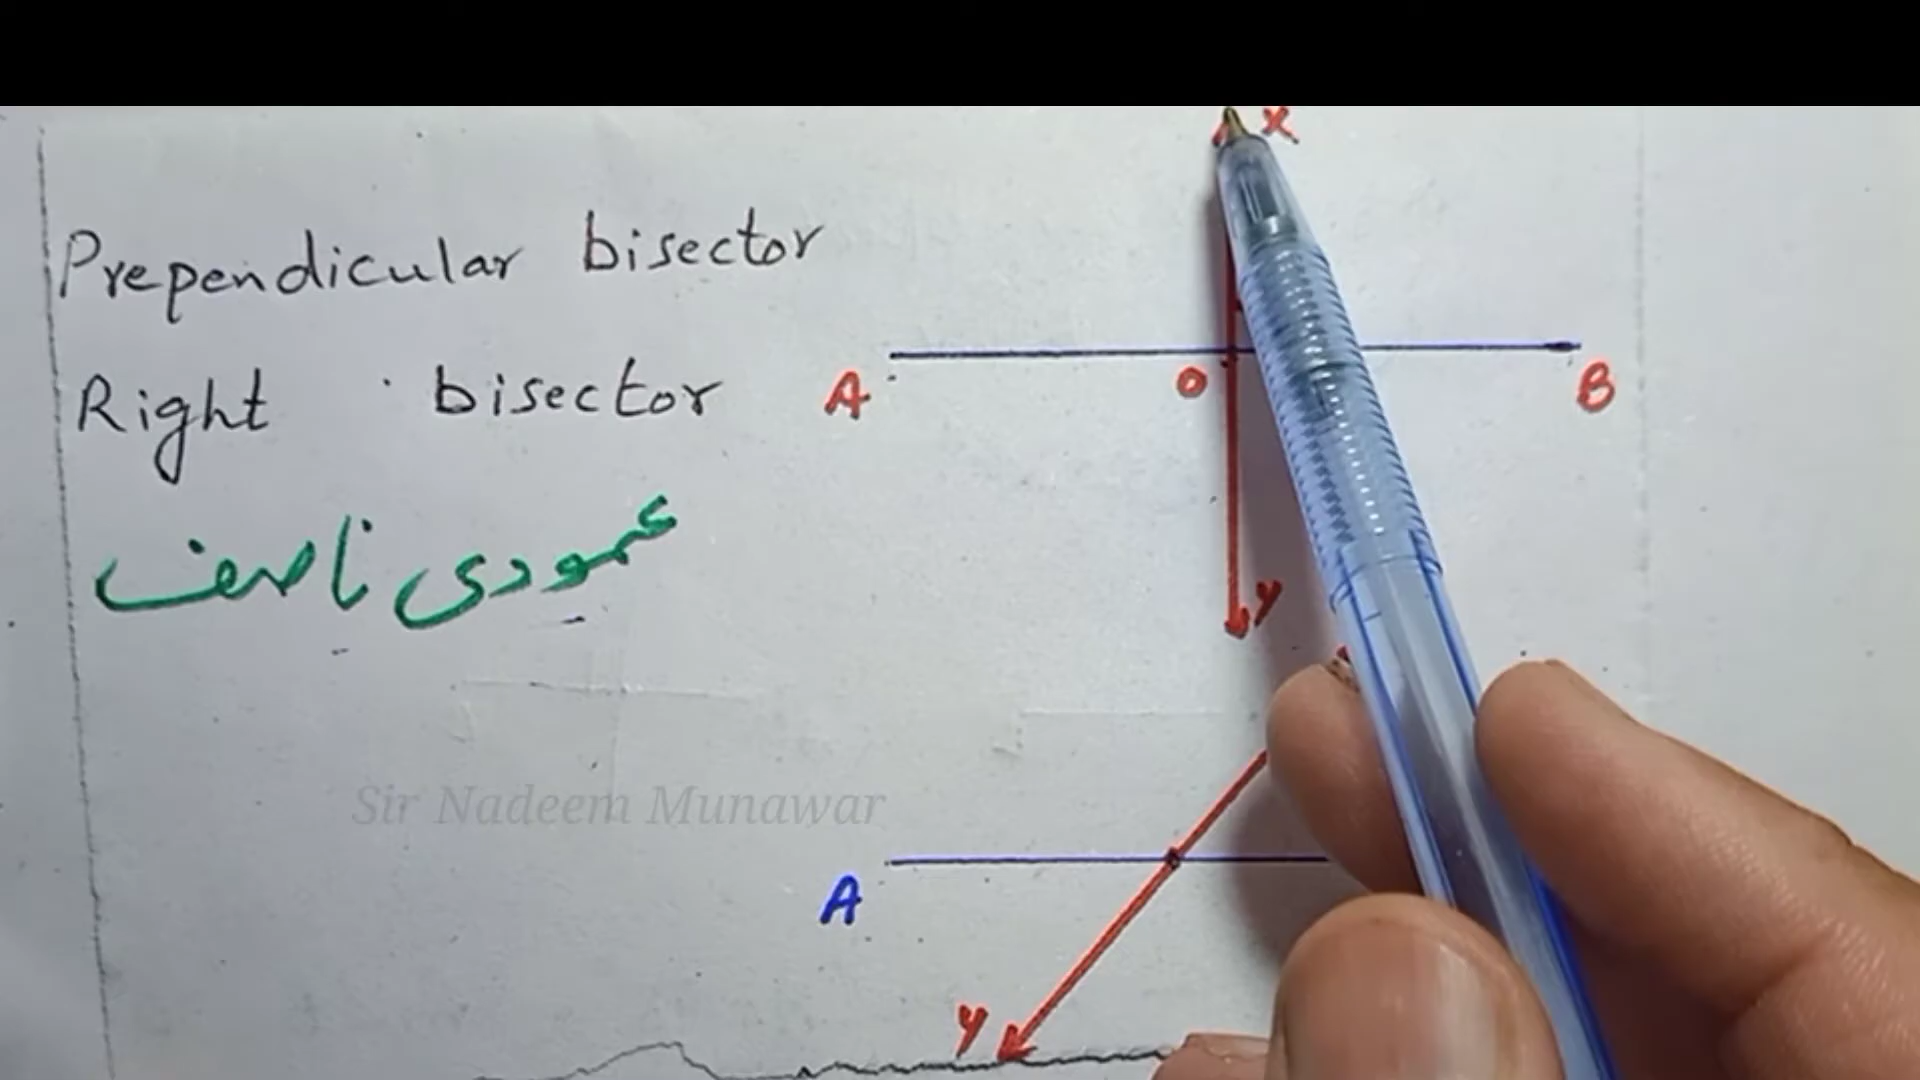 Prependicular bisector
Right bisector
عمودی ناصف
X
A
O
B
Y
Sir Nadeem Munawar
A
Y